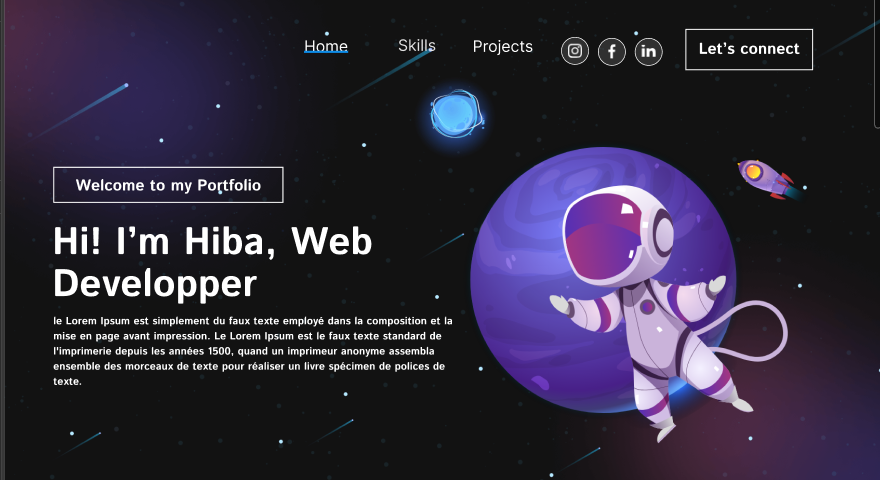 Home
Skills
Projects
Let's connect
Welcome to my Portfolio
Hi! I'm Hiba, Web
Developper
le Lorem Ipsum est simplement du faux texte employé dans la composition et la
mise en page avant impression. Le Lorem Ipsum est le faux texte standard de
l'imprimerie depuis les années 1500, quand un imprimeur anonyme assembla
ensemble des morceaux de texte pour réaliser un livre spécimen de polices de
texte.